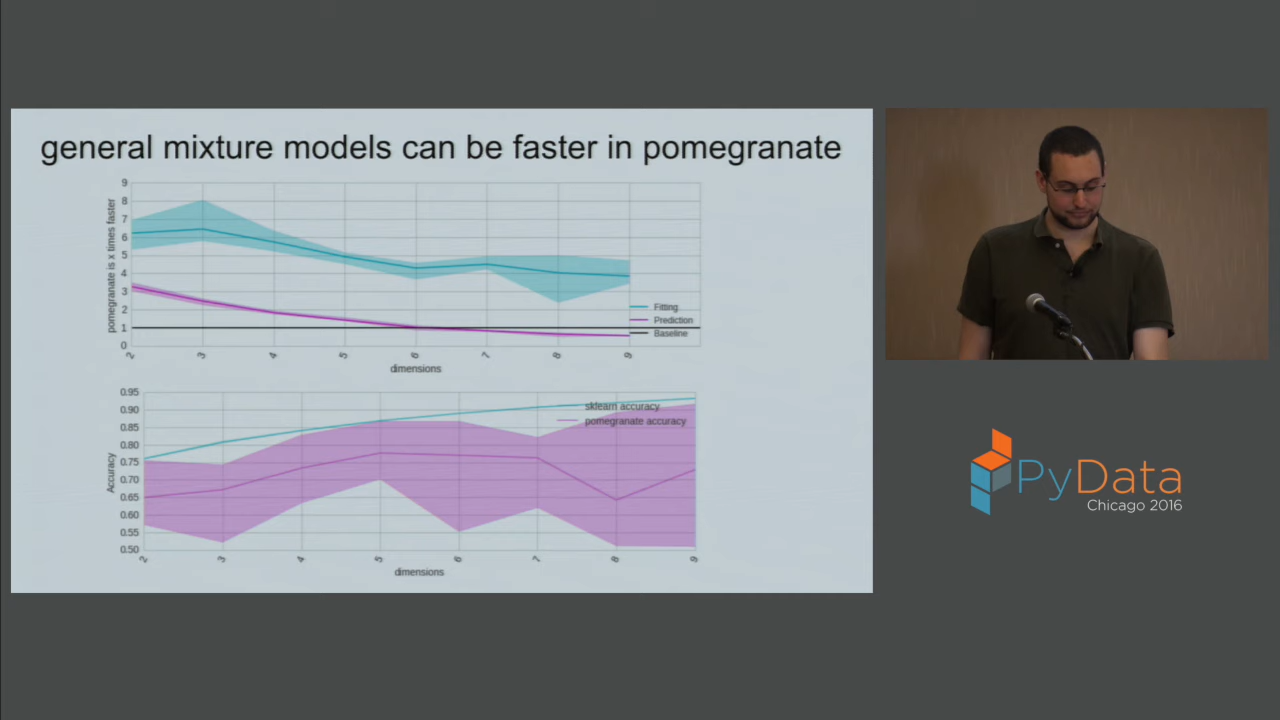 general mixture models can be faster in pomegranate
pomegranate is x times faster
9
8
7
6
5
4
3
2
1
0
Fitting
Prediction
Baseline
2 3 4 5 6 7 8 9
dimensions
Accuracy
0.95
0.90
0.85
0.80
0.75
0.70
0.65
0.60
0.55
0.50
sklearn accuracy
pomegranate accuracy
2 3 4 5 6 7 8 9
dimensions
PyData
Chicago 2016